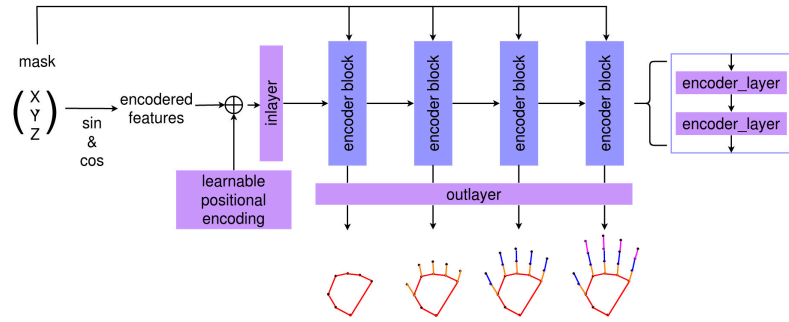 mask
X
Y
Z
sin
&
cos
encodered
features
learnable
positional
encoding
inlayer
encoder block
encoder block
encoder block
encoder block
outlayer
encoder_layer
encoder_layer